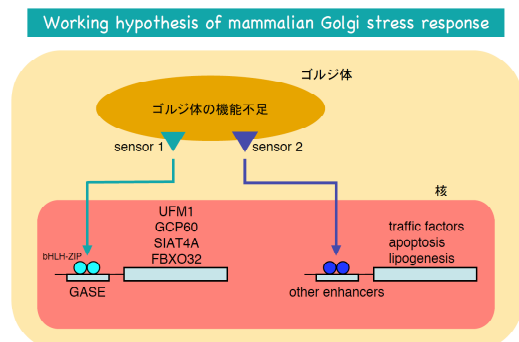 Working hypothesis of mammalian Golgi stress response
ゴルジ体
ゴルジ体の機能不足
sensor 1
sensor 2
核
UFM1
GCP60
SIAT4A
FBXO32
traffic factors
apoptosis
lipogenesis
bHLH-ZIP
GASE
other enhancers